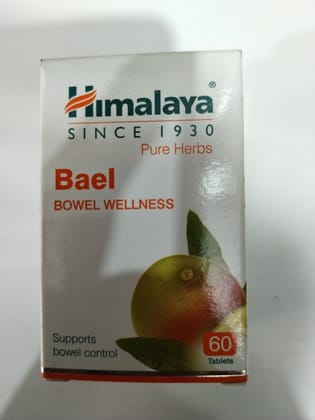 Himalaya®
SINCE 1930
Pure Herbs
Bael
BOWEL WELLNESS
Supports
bowel control
60
Tablets